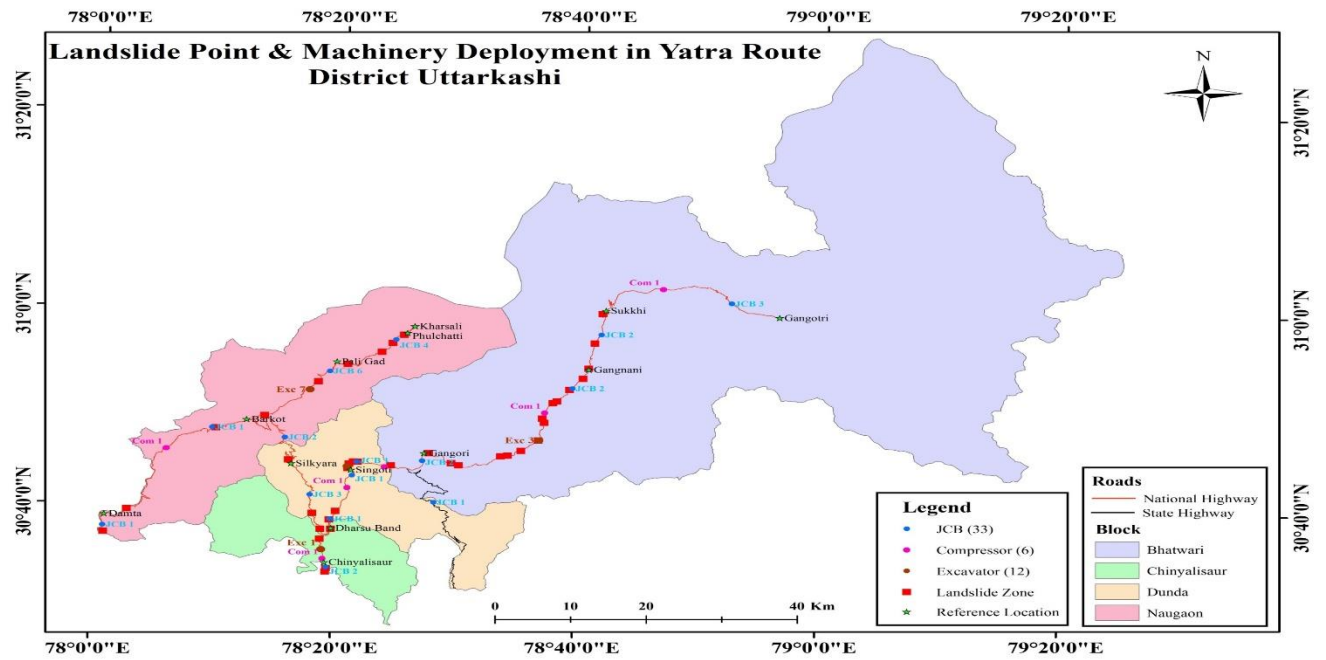 78°0'0"E 78°20'0"E 78°40'0"E 79°0'0"E 79°20'0"E
Landslide Point & Machinery Deployment in Yatra Route
District Uttarkashi
N
31°20'0"N
31°20'0"N
Com 1
JCB 3
31°0'0"N
31°0'0"N
Sukkhi
Gangotri
Kharsali
Phulchatti
JCB 2
JCB 4
Pali Gad
JCB 6
Gangnani
Exc 7
JCB 2
Com 1
Barkot
JCB 1
JCB 2
Com 1
Exc 3
Gangori
JCB
Silkyara
Singoti
JCB 1
Com 1
JCB 3
JCB 1
30°40'0"N
30°40'0"N
Damta
JCB 1
JCB 1
Dharsu Band
Exc 1
Com 1
Chinyalisaur
JCB 2
Legend
JCB (33)
Compressor (6)
Excavator (12)
Landslide Zone
Reference Location
Roads
National Highway
State Highway
Block
Bhatwari
Chinyalisaur
Dunda
Naugaon
0 10 20 40 Km
78°0'0"E 78°20'0"E 78°40'0"E 79°0'0"E 79°20'0"E